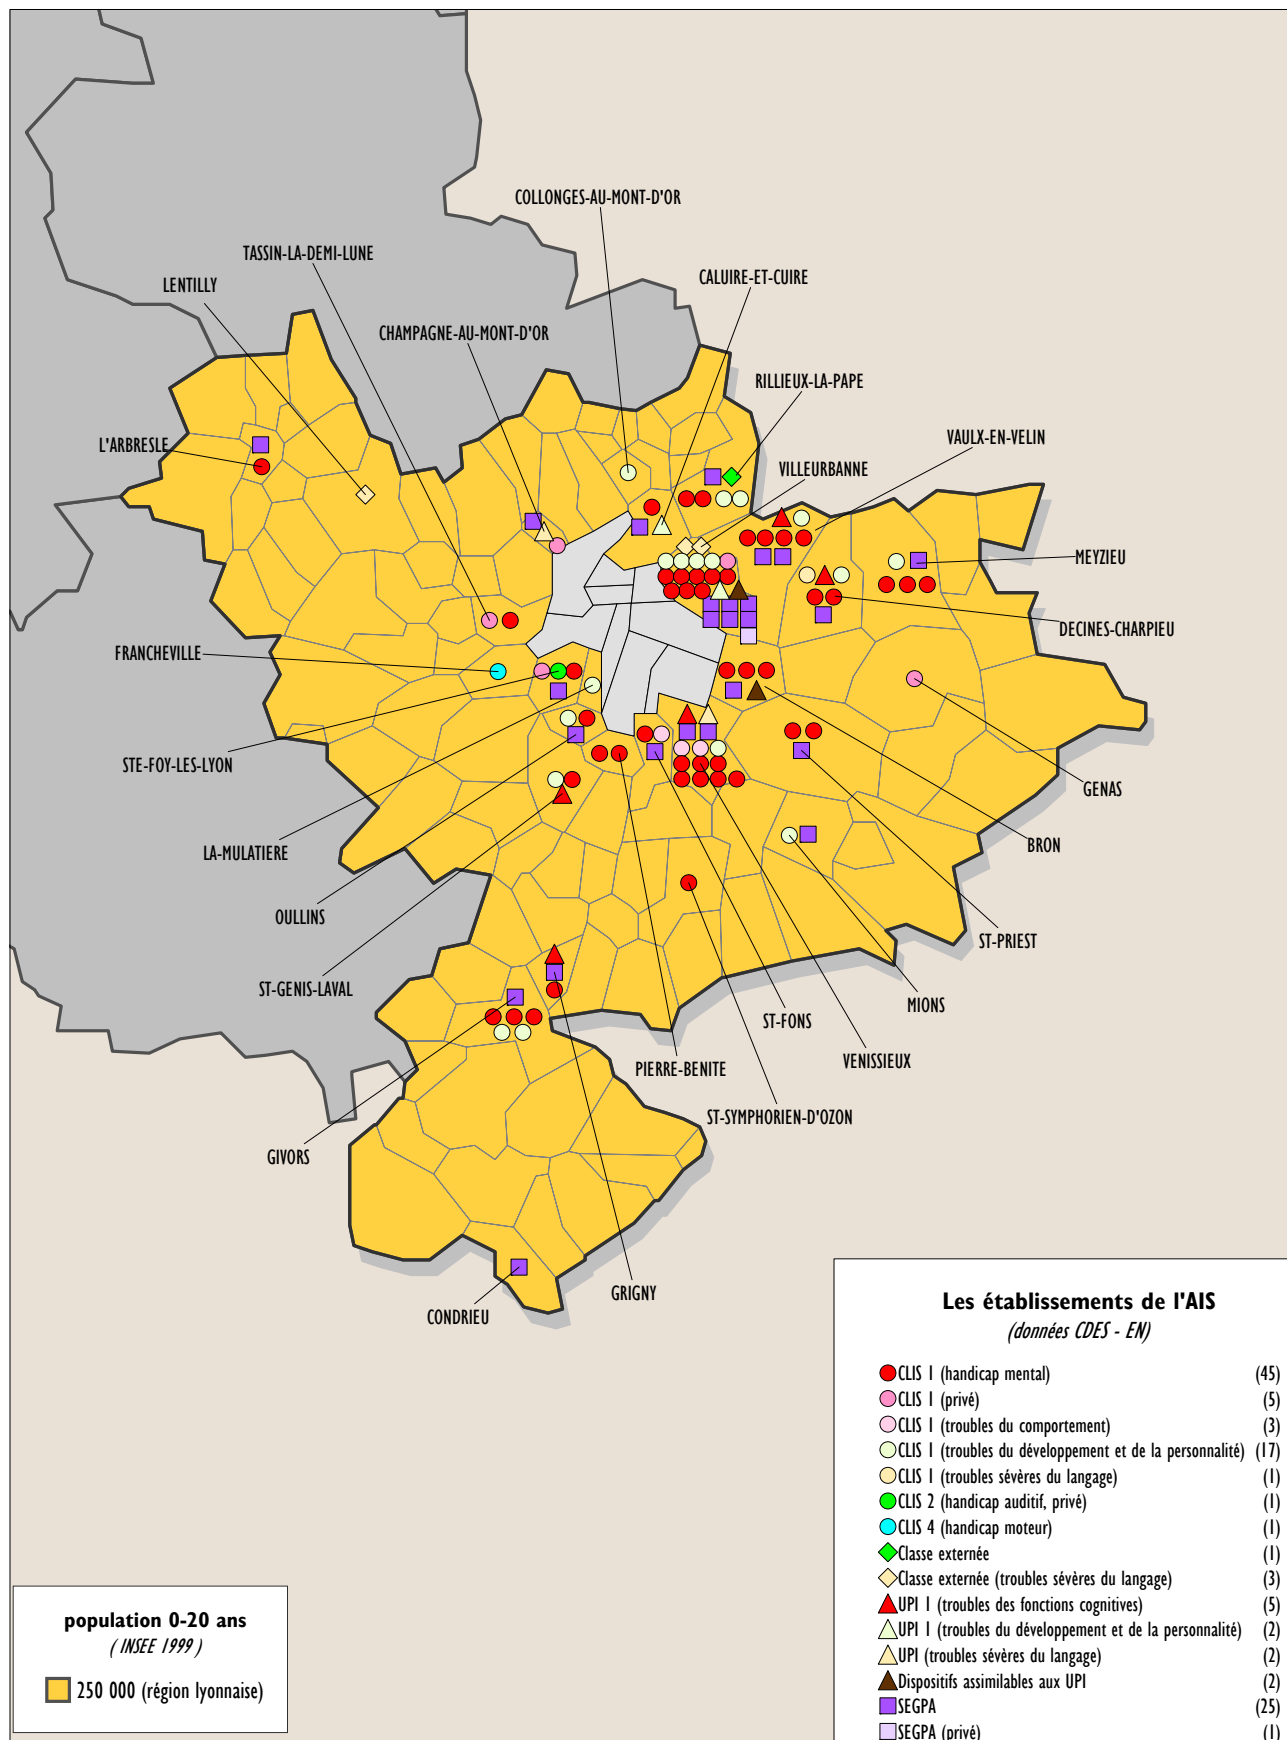 COLLONGES-AU-MONT-D'OR
TASSIN-LA-DEMI-LUNE
LENTILLY
CALUIRE-ET-CUIRE
CHAMPAGNE-AU-MONT-D'OR
RILLIEUX-LA-PAPE
L'ARBRESLE
VAULX-EN-VELIN
VILLEURBANNE
MEYZIEU
DECINES-CHARPIEU
FRANCHEVILLE
STE-FOY-LES-LYON
GENAS
LA-MULATIERE
BRON
OULLINS
ST-PRIEST
ST-GENIS-LAVAL
MIONS
ST-FONS
VENISSIEUX
PIERRE-BENITE
ST-SYMPHORIEN-D'OZON
GIVORS
GRIGNY
CONDRIEU
Les établissements de l'AIS
(données CDES - EN)
CLIS I (handicap mental) (45)
CLIS I (privé) (5)
CLIS I (troubles du comportement) (3)
CLIS I (troubles du développement et de la personnalité) (17)
CLIS I (troubles sévères du langage) (1)
CLIS 2 (handicap auditif, privé) (1)
CLIS 4 (handicap moteur) (1)
Classe externée (1)
Classe externée (troubles sévères du langage) (3)
UPI I (troubles des fonctions cognitives) (5)
UPI I (troubles du développement et de la personnalité) (2)
UPI (troubles sévères du langage) (2)
Dispositifs assimilables aux UPI (2)
SEGPA (25)
SEGPA (privé) (1)
population 0-20 ans
( INSEE 1999 )
250 000 (région lyonnaise)